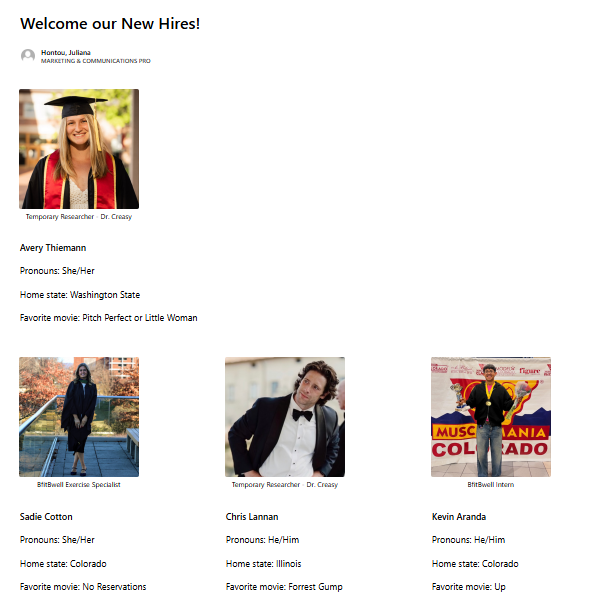 Welcome our New Hires!
Hontou, Juliana
MARKETING & COMMUNICATIONS PRO
Temporary Researcher - Dr. Creasy
Avery Thiemann
Pronouns: She/Her
Home state: Washington State
Favorite movie: Pitch Perfect or Little Woman
figure
MUSC MANIA
COL RADO
BfitBwell Exercise Specialist
Temporary Researcher - Dr. Creasy
BfitBwell Intern
Sadie Cotton
Chris Lannan
Kevin Aranda
Pronouns: She/Her
Pronouns: He/Him
Pronouns: He/Him
Home state: Colorado
Home state: Illinois
Home state: Colorado
Favorite movie: No Reservations
Favorite movie: Forrest Gump
Favorite movie: Up